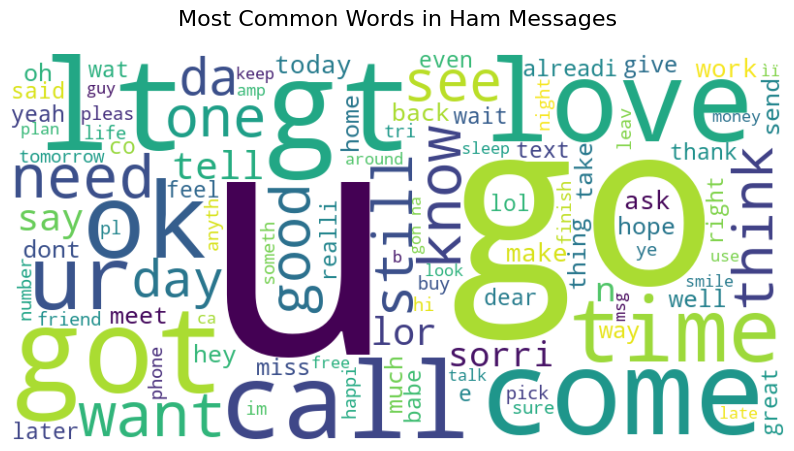 Most Common Words in Ham Messages
oh
wat
said
guy
yeah
pleas
plan
life
co
tomorrow
lt
da
keep
amp
today
one
gt
tell
home
back
tri
around
even
see
wait
love
alreadi
give
work
ìï
night
send
money
need
feel
ok
pl
anyth
say
dont
ur
day
number
friend
meet
ca
u
someth
good
realli
still
b
know
gon na
look
buy
hi
sleep
text
leav
thank
go
lol
dear
make
finish
thing
take
ask
hope
ye
right
think
use
smile
n
msg
well
way
time
got
want
later
phone
hey
call
im
miss
free
happi
much
babe
lor
sorri
talk
e
pick
sure
come
great
late